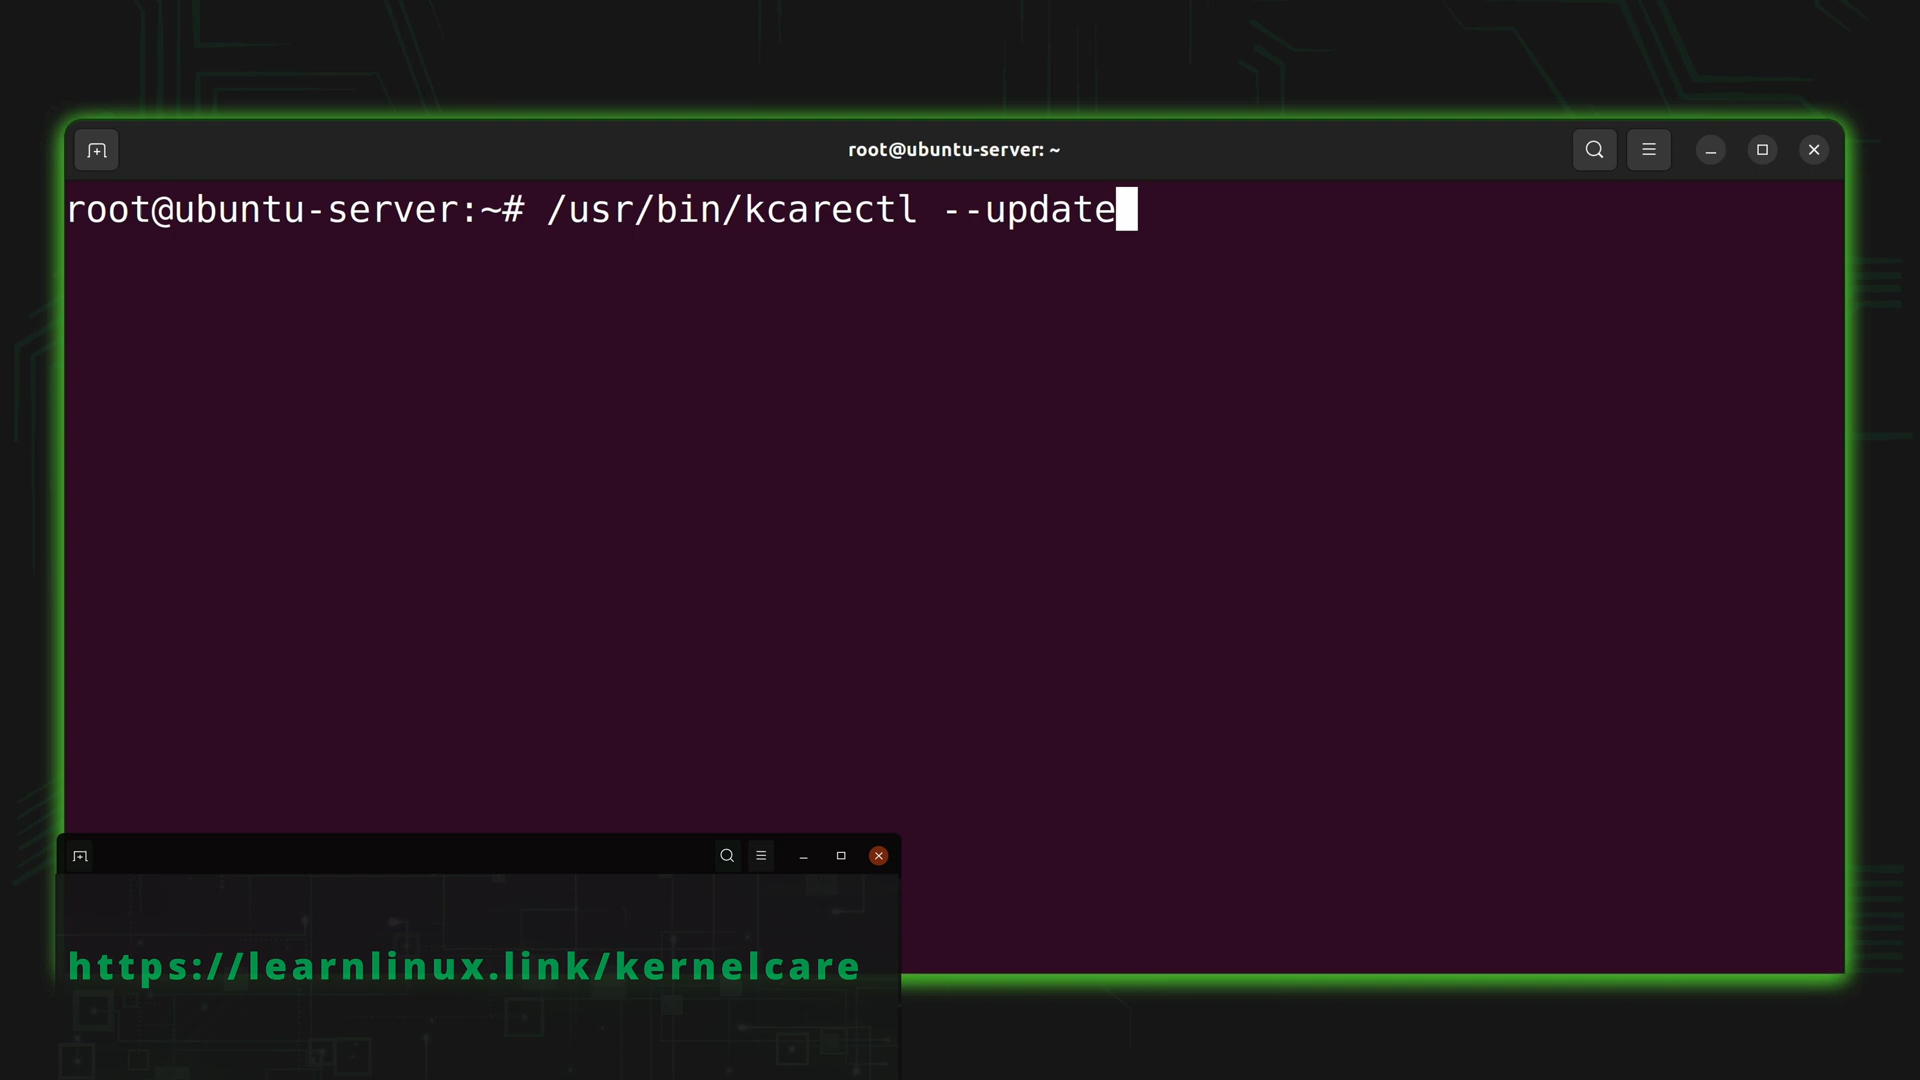 root@ubuntu-server: ~
root@ubuntu-server:~# /usr/bin/kcarectl --update
https://learnlinux.link/kernelcare